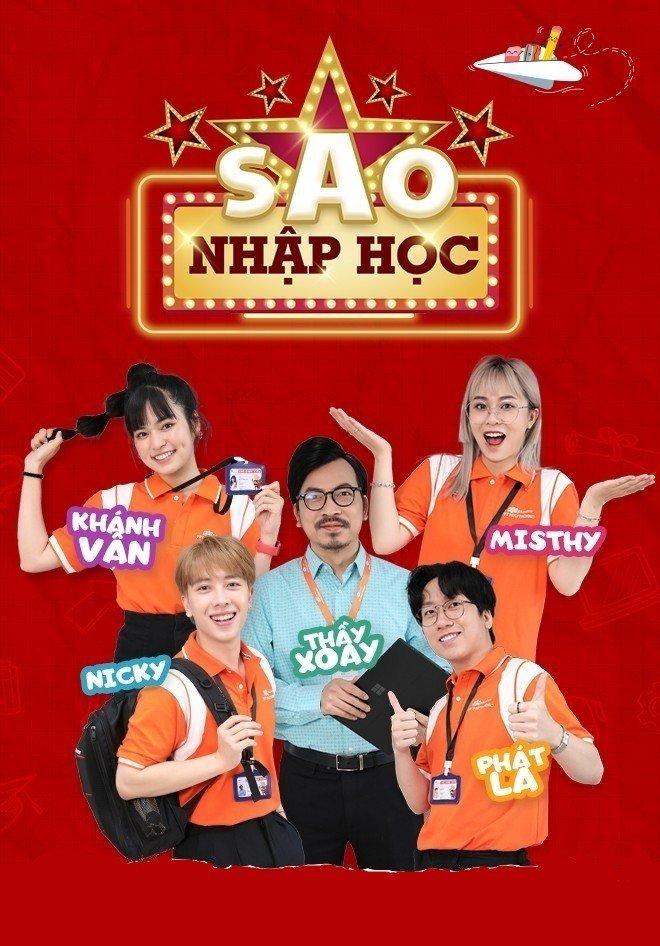 SAO
NHẬP HỌC
KHÁNH
VÂN
MISTHY
NICKY
THẦY
XOAY
PHÁT
LA